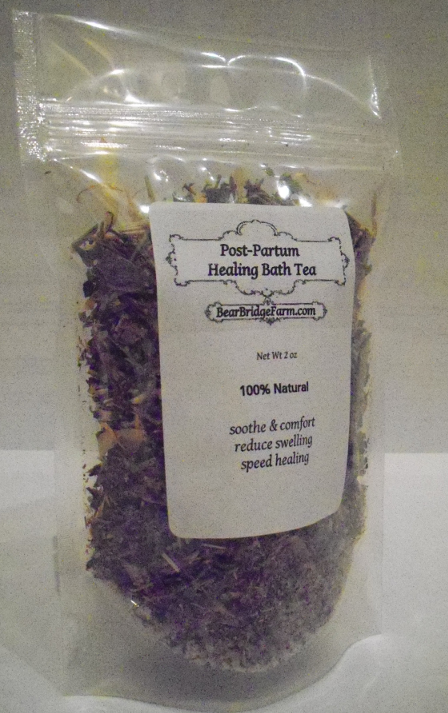 Post-Partum
Healing Bath Tea
BearBridgeFarm.com
Net Wt 2 oz
100% Natural
soothe & comfort
reduce swelling
speed healing